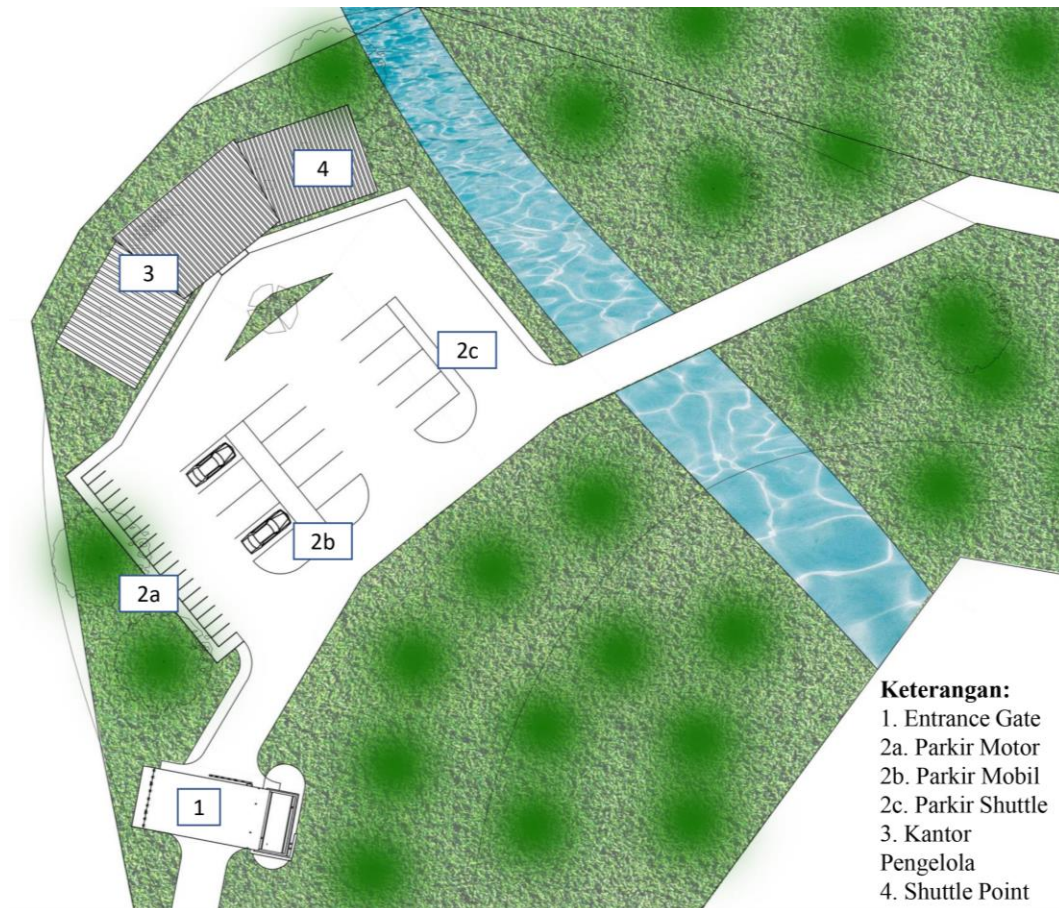 4
3
2c
2b
2a
1
Keterangan:
1. Entrance Gate
2a. Parkir Motor
2b. Parkir Mobil
2c. Parkir Shuttle
3. Kantor
Pengelola
4. Shuttle Point